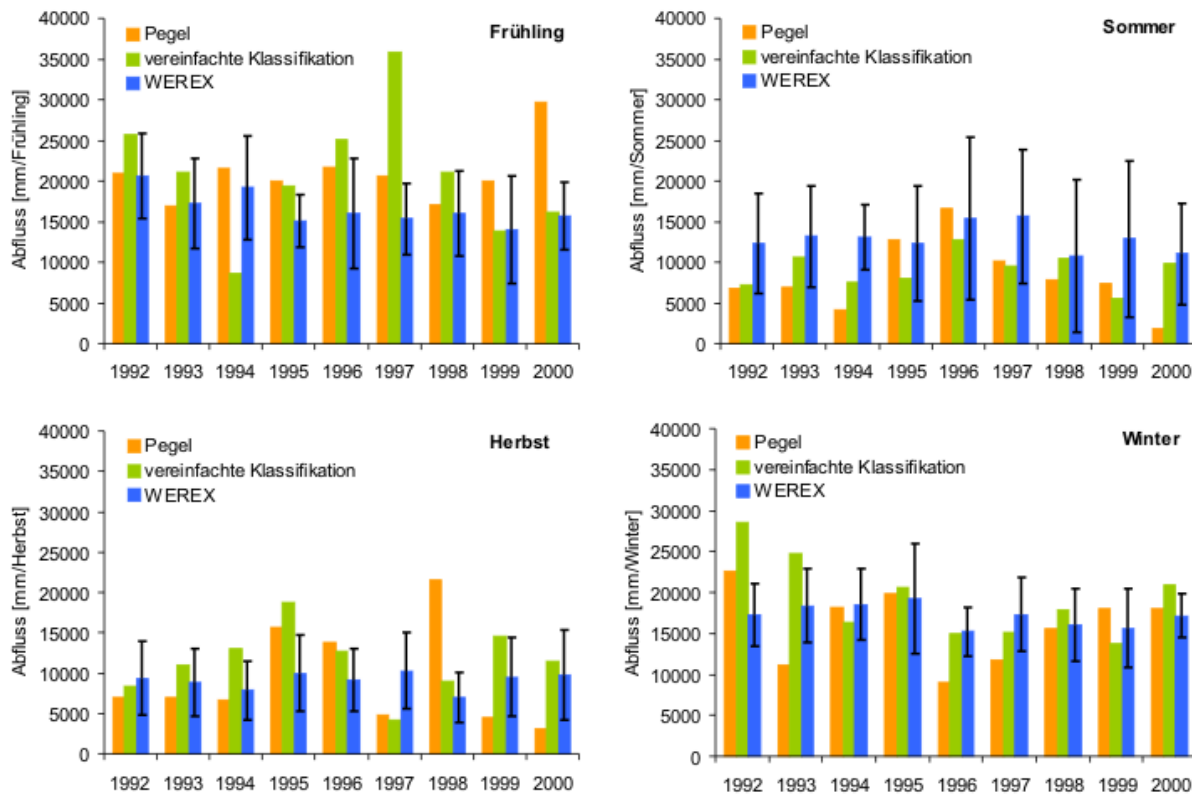 Frühling
Pegel
vereinfachte Klassifikation
WEREX
Abfluss [mm/Frühling]
40000
35000
30000
25000
20000
15000
10000
5000
0
1992 1993 1994 1995 1996 1997 1998 1999 2000
Sommer
Pegel
vereinfachte Klassifikation
WEREX
Abfluss [mm/Sommer]
40000
35000
30000
25000
20000
15000
10000
5000
0
1992 1993 1994 1995 1996 1997 1998 1999 2000
Herbst
Pegel
vereinfachte Klassifikation
WEREX
Abfluss [mm/Herbst]
40000
35000
30000
25000
20000
15000
10000
5000
0
1992 1993 1994 1995 1996 1997 1998 1999 2000
Winter
Pegel
vereinfachte Klassifikation
WEREX
Abfluss [mm/Winter]
40000
35000
30000
25000
20000
15000
10000
5000
0
1992 1993 1994 1995 1996 1997 1998 1999 2000